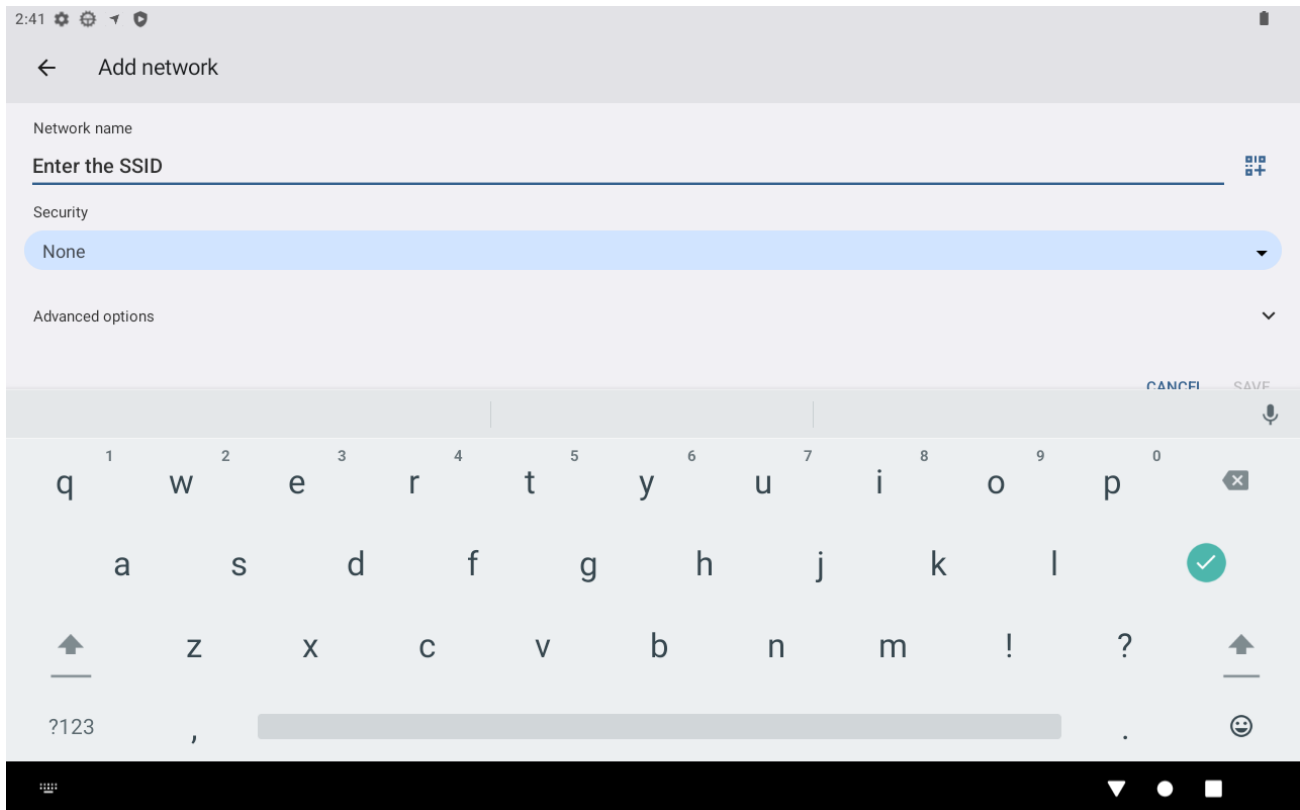 2:41
Add network
Network name
Enter the SSID
Security
None
Advanced options
CANCEL SAVE
1 2 3 4 5 6 7 8 9 0
q w e r t y u i o p
a s d f g h j k l
z x c v b n m ! ?
?123 , .